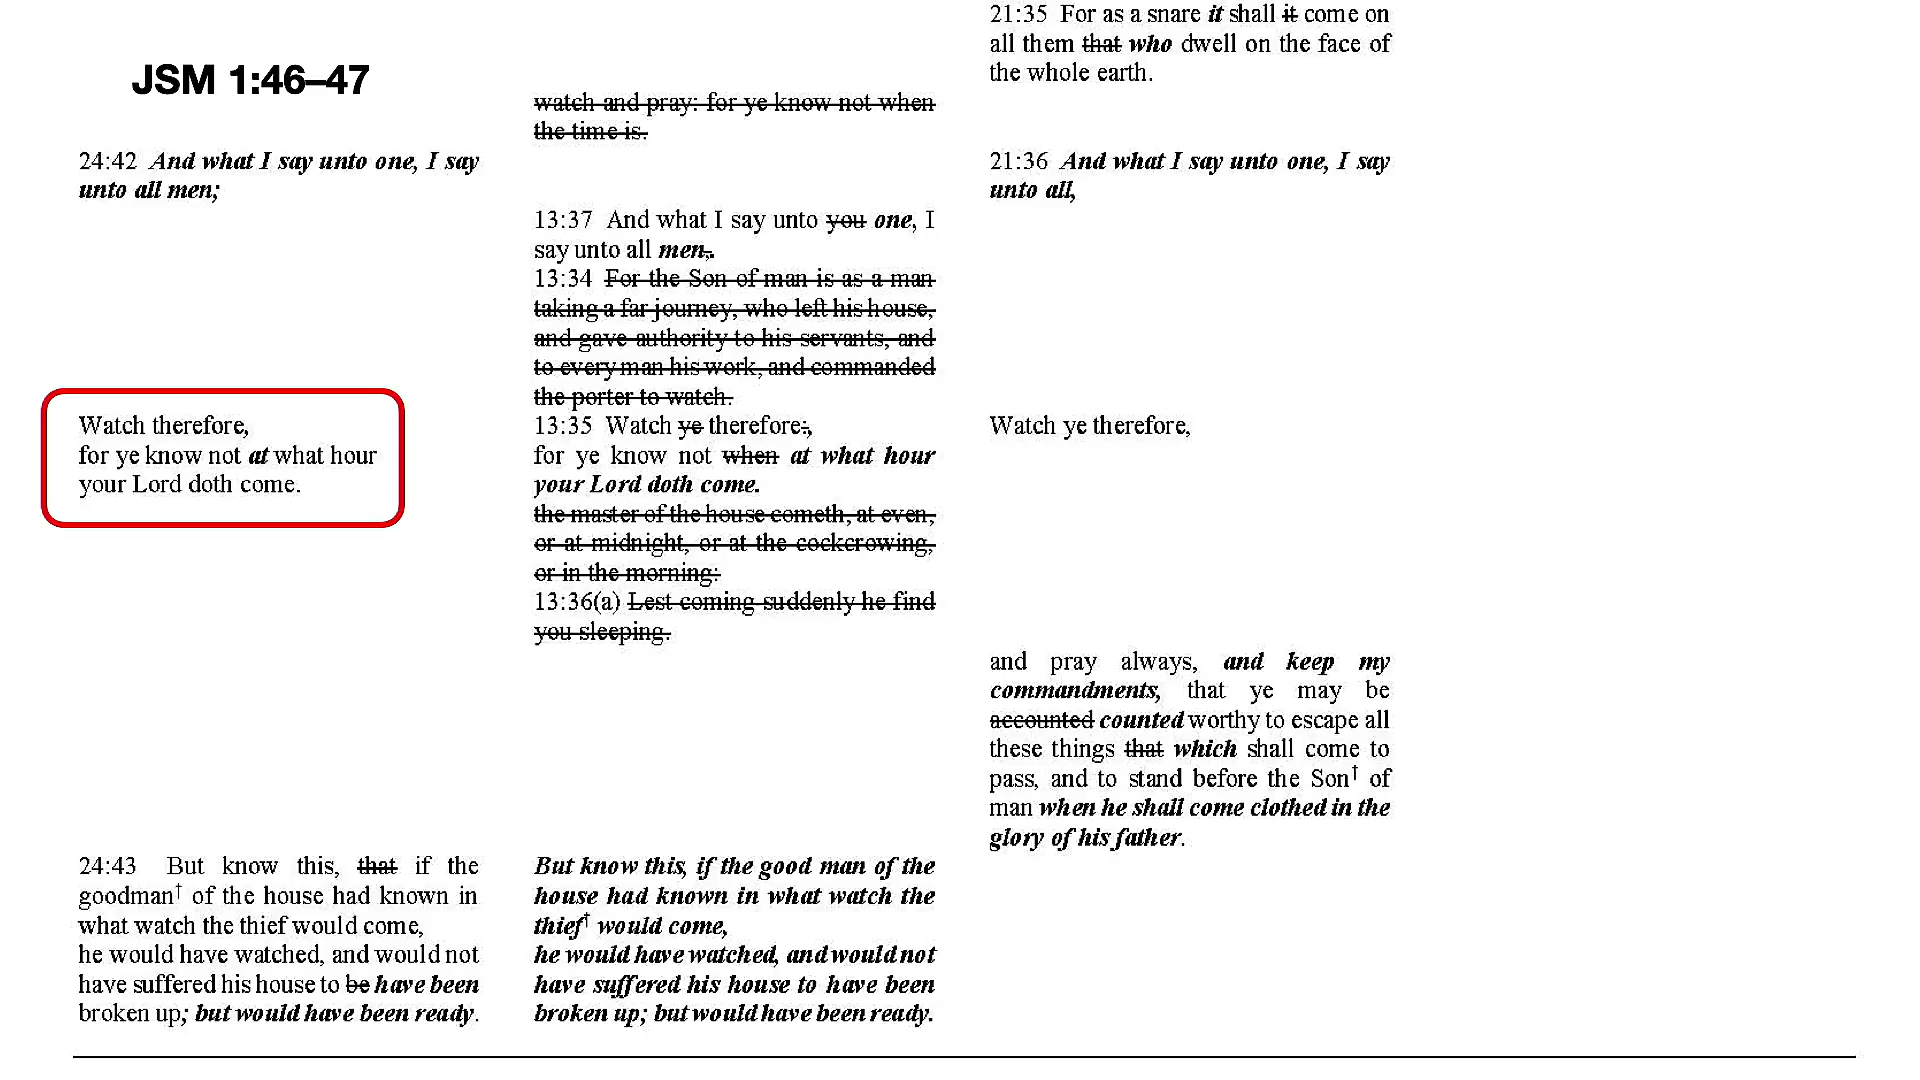 JSM 1:46–47
24:42 And what I say unto one, I say
unto all men;
Watch therefore,
for ye know not at what hour
your Lord doth come.
24:43 But know this, that if the
goodman† of the house had known in
what watch the thief would come,
he would have watched, and would not
have suffered his house to be have been
broken up; but would have been ready.
watch and pray: for ye know not when
the time is.
13:37 And what I say unto you one, I
say unto all men,.
13:34 For the Son of man is as a man
taking a far journey, who left his house,
and gave authority to his servants, and
to every man his work, and commanded
the porter to watch.
13:35 Watch ye therefore:,
for ye know not when at what hour
your Lord doth come.
the master of the house cometh, at even,
or at midnight, or at the cockcrowing,
or in the morning:
13:36(a) Lest coming suddenly he find
you sleeping.
But know this, if the good man of the
house had known in what watch the
thief† would come,
he would have watched, and would not
have suffered his house to have been
broken up; but would have been ready.
21:35 For as a snare it shall it come on
all them that who dwell on the face of
the whole earth.
21:36 And what I say unto one, I say
unto all,
Watch ye therefore,
and pray always, and keep my
commandments, that ye may be
accounted counted worthy to escape all
these things that which shall come to
pass, and to stand before the Son† of
man when he shall come clothed in the
glory of his father.